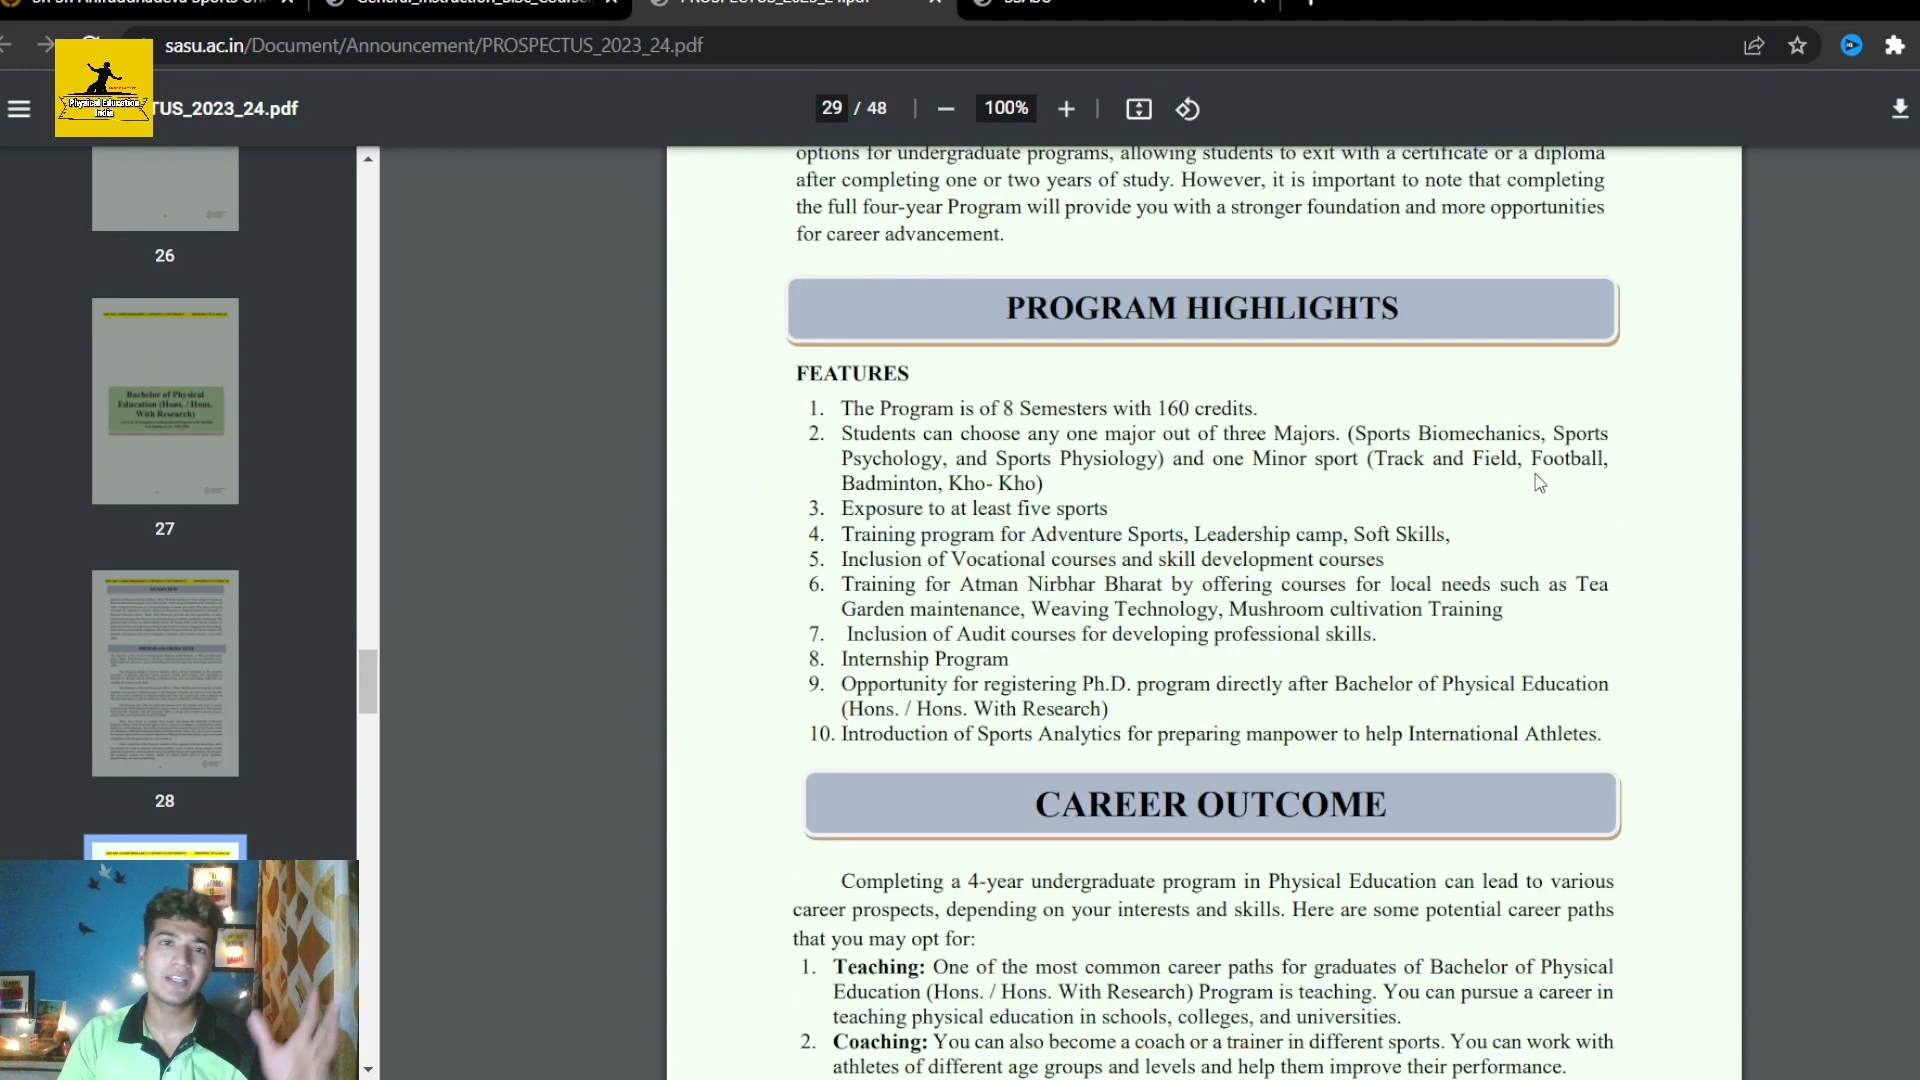 sasu.ac.in/Document/Announcement/PROSPECTUS_2023_24.pdf
Physical Education
India
TUS_2023_24.pdf
29 / 48
100%
26
Bachelor of Physical
Education (Hons. / Hons.
With Research)
27
28
options for undergraduate programs, allowing students to exit with a certificate or a diploma
after completing one or two years of study. However, it is important to note that completing
the full four-year Program will provide you with a stronger foundation and more opportunities
for career advancement.
PROGRAM HIGHLIGHTS
FEATURES
1. The Program is of 8 Semesters with 160 credits.
2. Students can choose any one major out of three Majors. (Sports Biomechanics, Sports
Psychology, and Sports Physiology) and one Minor sport (Track and Field, Football,
Badminton, Kho- Kho)
3. Exposure to at least five sports
4. Training program for Adventure Sports, Leadership camp, Soft Skills,
5. Inclusion of Vocational courses and skill development courses
6. Training for Atman Nirbhar Bharat by offering courses for local needs such as Tea
Garden maintenance, Weaving Technology, Mushroom cultivation Training
7. Inclusion of Audit courses for developing professional skills.
8. Internship Program
9. Opportunity for registering Ph.D. program directly after Bachelor of Physical Education
(Hons. / Hons. With Research)
10. Introduction of Sports Analytics for preparing manpower to help International Athletes.
CAREER OUTCOME
Completing a 4-year undergraduate program in Physical Education can lead to various
career prospects, depending on your interests and skills. Here are some potential career paths
that you may opt for:
1. Teaching: One of the most common career paths for graduates of Bachelor of Physical
Education (Hons. / Hons. With Research) Program is teaching. You can pursue a career in
teaching physical education in schools, colleges, and universities.
2. Coaching: You can also become a coach or a trainer in different sports. You can work with
athletes of different age groups and levels and help them improve their performance.